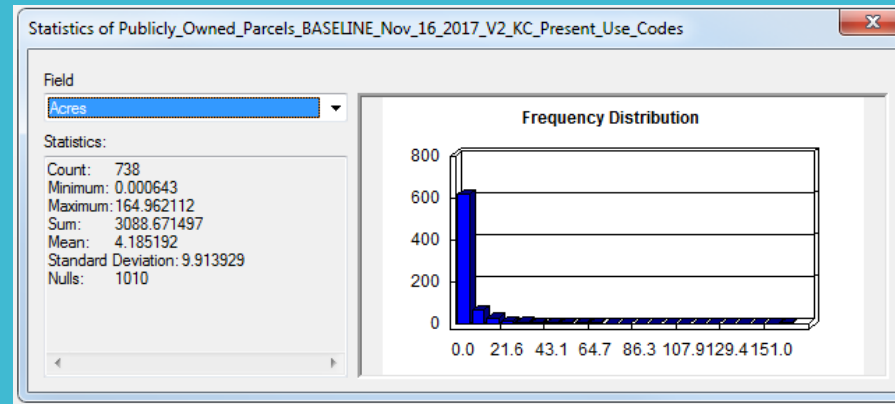 Statistics of Publicly_Owned_Parcels_BASELINE_Nov_16_2017_V2_KC_Present_Use_Codes
X
Field
Acres
Statistics:
Count: 738
Minimum: 0.000643
Maximum: 164.962112
Sum: 3088.671497
Mean: 4.185192
Standard Deviation: 9.913929
Nulls: 1010
Frequency Distribution
800
600
400
200
0
0.0 21.6 43.1 64.7 86.3 107.9129.4151.0